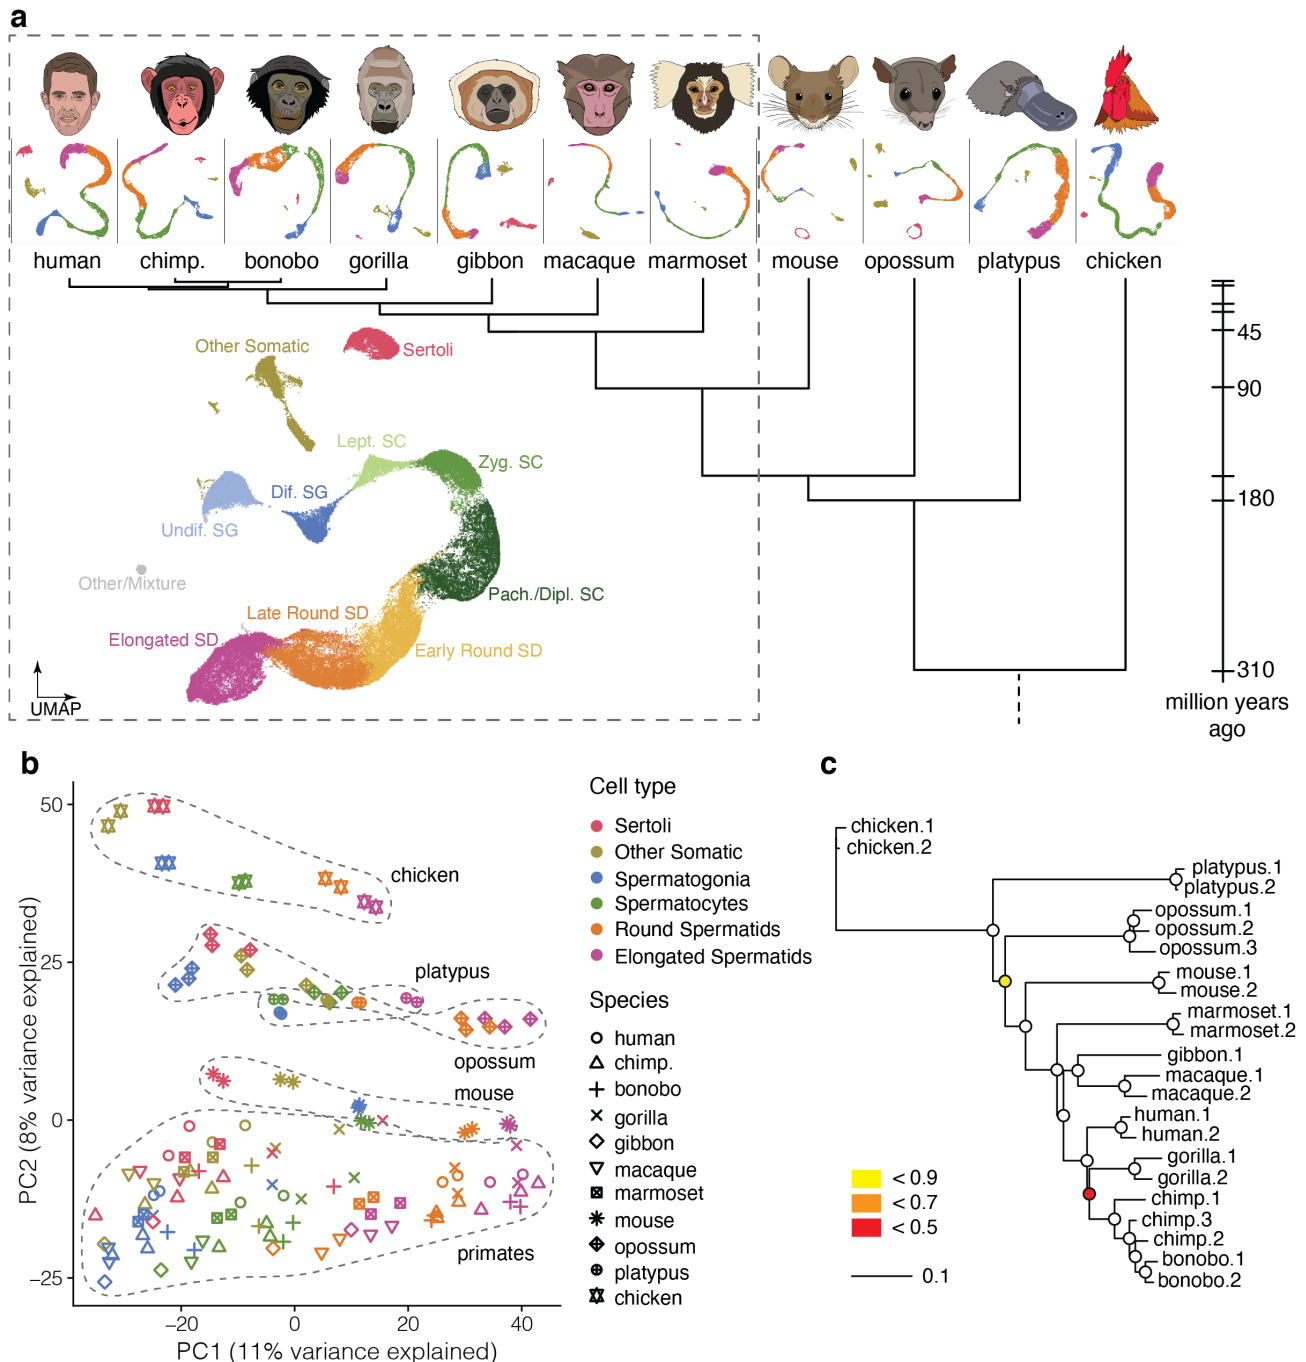 a
human chimp. bonobo gorilla gibbon macaque marmoset mouse opossum platypus chicken
Other Somatic
Sertoli
Lept. SC
Zyg. SC
Dif. SG
Undif. SG
Other/Mixture
Pach./Dipl. SC
Late Round SD
Elongated SD
Early Round SD
UMAP
45
90
180
310
million years
ago
b
50
25
0
−25
PC2 (8% variance explained)
−20 0 20 40
PC1 (11% variance explained)
chicken
platypus
opossum
mouse
primates
Cell type
Sertoli
Other Somatic
Spermatogonia
Spermatocytes
Round Spermatids
Elongated Spermatids
Species
human
chimp.
bonobo
gorilla
gibbon
macaque
marmoset
mouse
opossum
platypus
chicken
c
chicken.1
chicken.2
platypus.1
platypus.2
opossum.1
opossum.2
opossum.3
mouse.1
mouse.2
marmoset.1
marmoset.2
gibbon.1
macaque.1
macaque.2
human.1
human.2
gorilla.1
gorilla.2
chimp.1
chimp.3
chimp.2
bonobo.1
bonobo.2
< 0.9
< 0.7
< 0.5
0.1